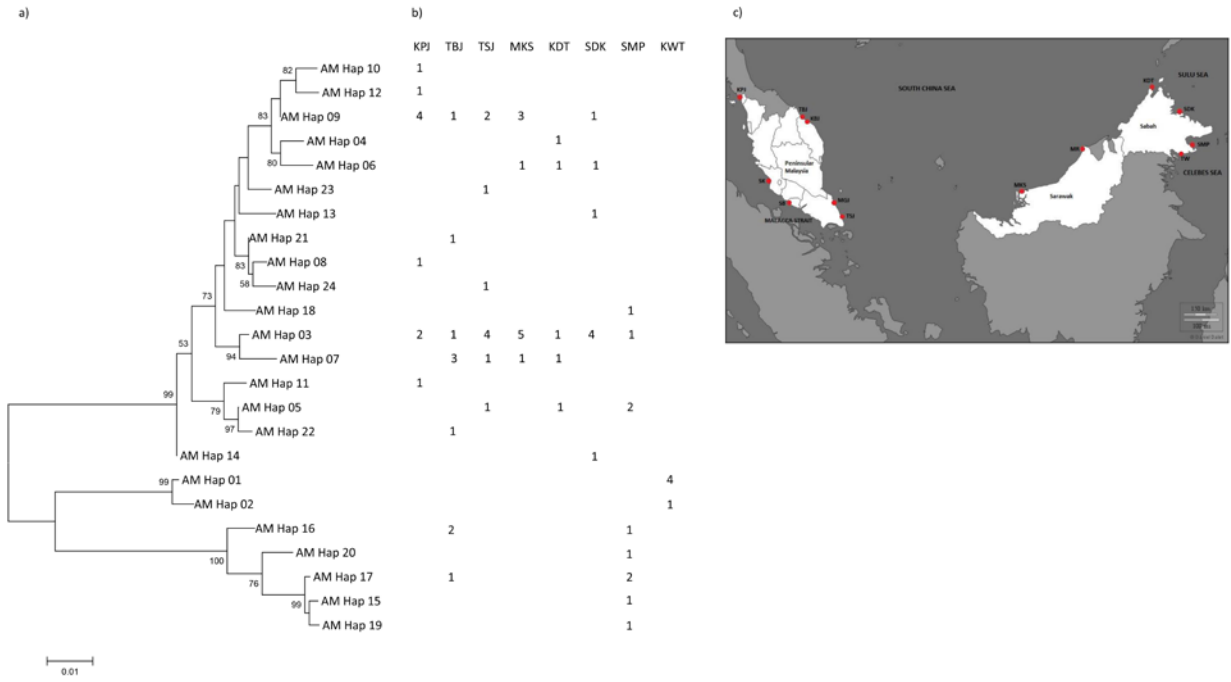 a)
b)
c)
KPJ TBJ TSJ MKS KDT SDK SMP KWT
82 AM Hap 10 1
AM Hap 12 1
83 AM Hap 09 4 1 2 3 1
AM Hap 04 1
80 AM Hap 06 1 1 1
AM Hap 23 1
AM Hap 13 1
AM Hap 21 1
83 AM Hap 08 1
58 AM Hap 24 1
73 AM Hap 18 1
AM Hap 03 2 1 4 5 1 4 1
53 94 AM Hap 07 3 1 1 1
99 AM Hap 11 1
79 AM Hap 05 1 1 2
97 AM Hap 22 1
AM Hap 14 1
99 AM Hap 01 4
AM Hap 02 1
AM Hap 16 2 1
100 AM Hap 20 1
76 AM Hap 17 1 2
99 AM Hap 15 1
AM Hap 19 1
0.01
KPJ
TBJ
SOUTH CHINA SEA
KDT
SULU SEA
SDK
Sabah
SMP
CELEBES SEA
Peninsular
Malaysia
MKS
Sarawak
TSJ
MALACCA STRAIT